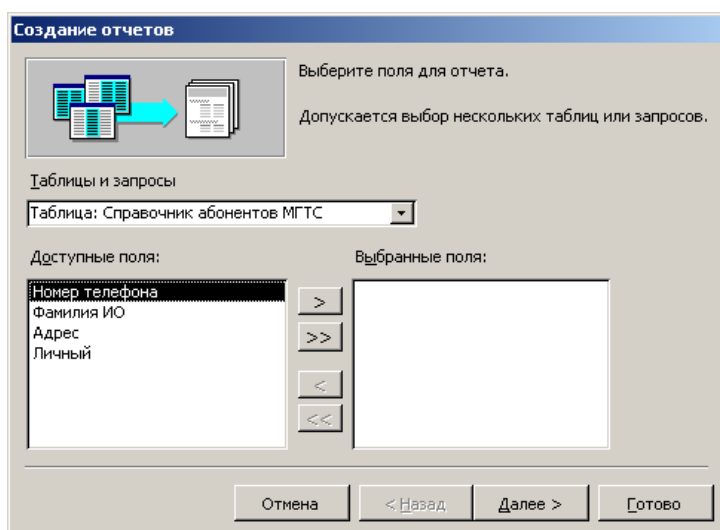 Создание отчетов
Выберите поля для отчета.
Допускается выбор нескольких таблиц или запросов.
Таблицы и запросы
Таблица: Справочник абонентов МГТС
Доступные поля:
Выбранные поля:
Номер телефона
Фамилия ИО
Адрес
Личный
>
>>
<
<<
Отмена
< Назад
Далее >
Готово